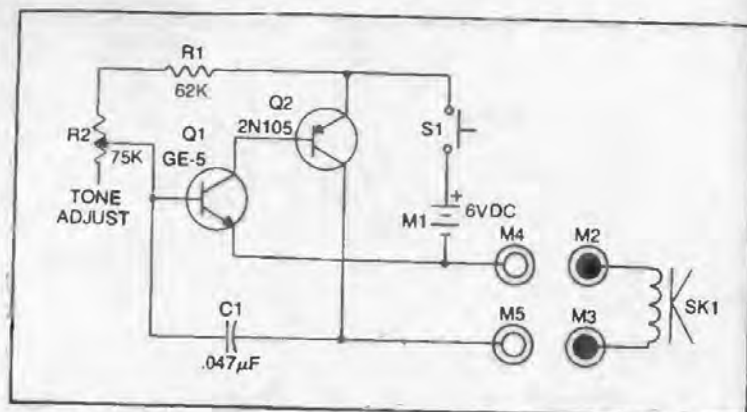 R1
62K
Q2
2N105
R2
75K
Q1
GE-5
S1
TONE
ADJUST
+
6VDC
M1
M4
M2
SK1
M5
M3
C1
.047µF